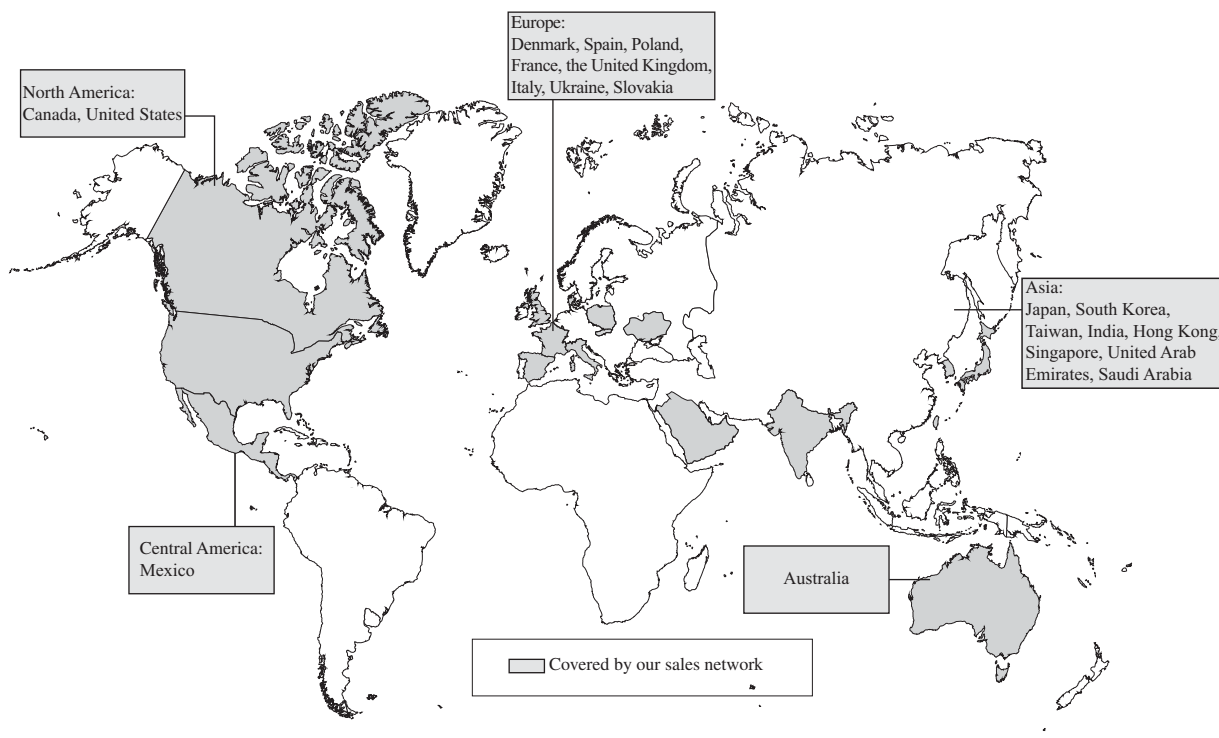 Europe:
Denmark, Spain, Poland,
France, the United Kingdom,
Italy, Ukraine, Slovakia
North America:
Canada, United States
Asia:
Japan, South Korea,
Taiwan, India, Hong Kong,
Singapore, United Arab
Emirates, Saudi Arabia
Central America:
Mexico
Australia
Covered by our sales network